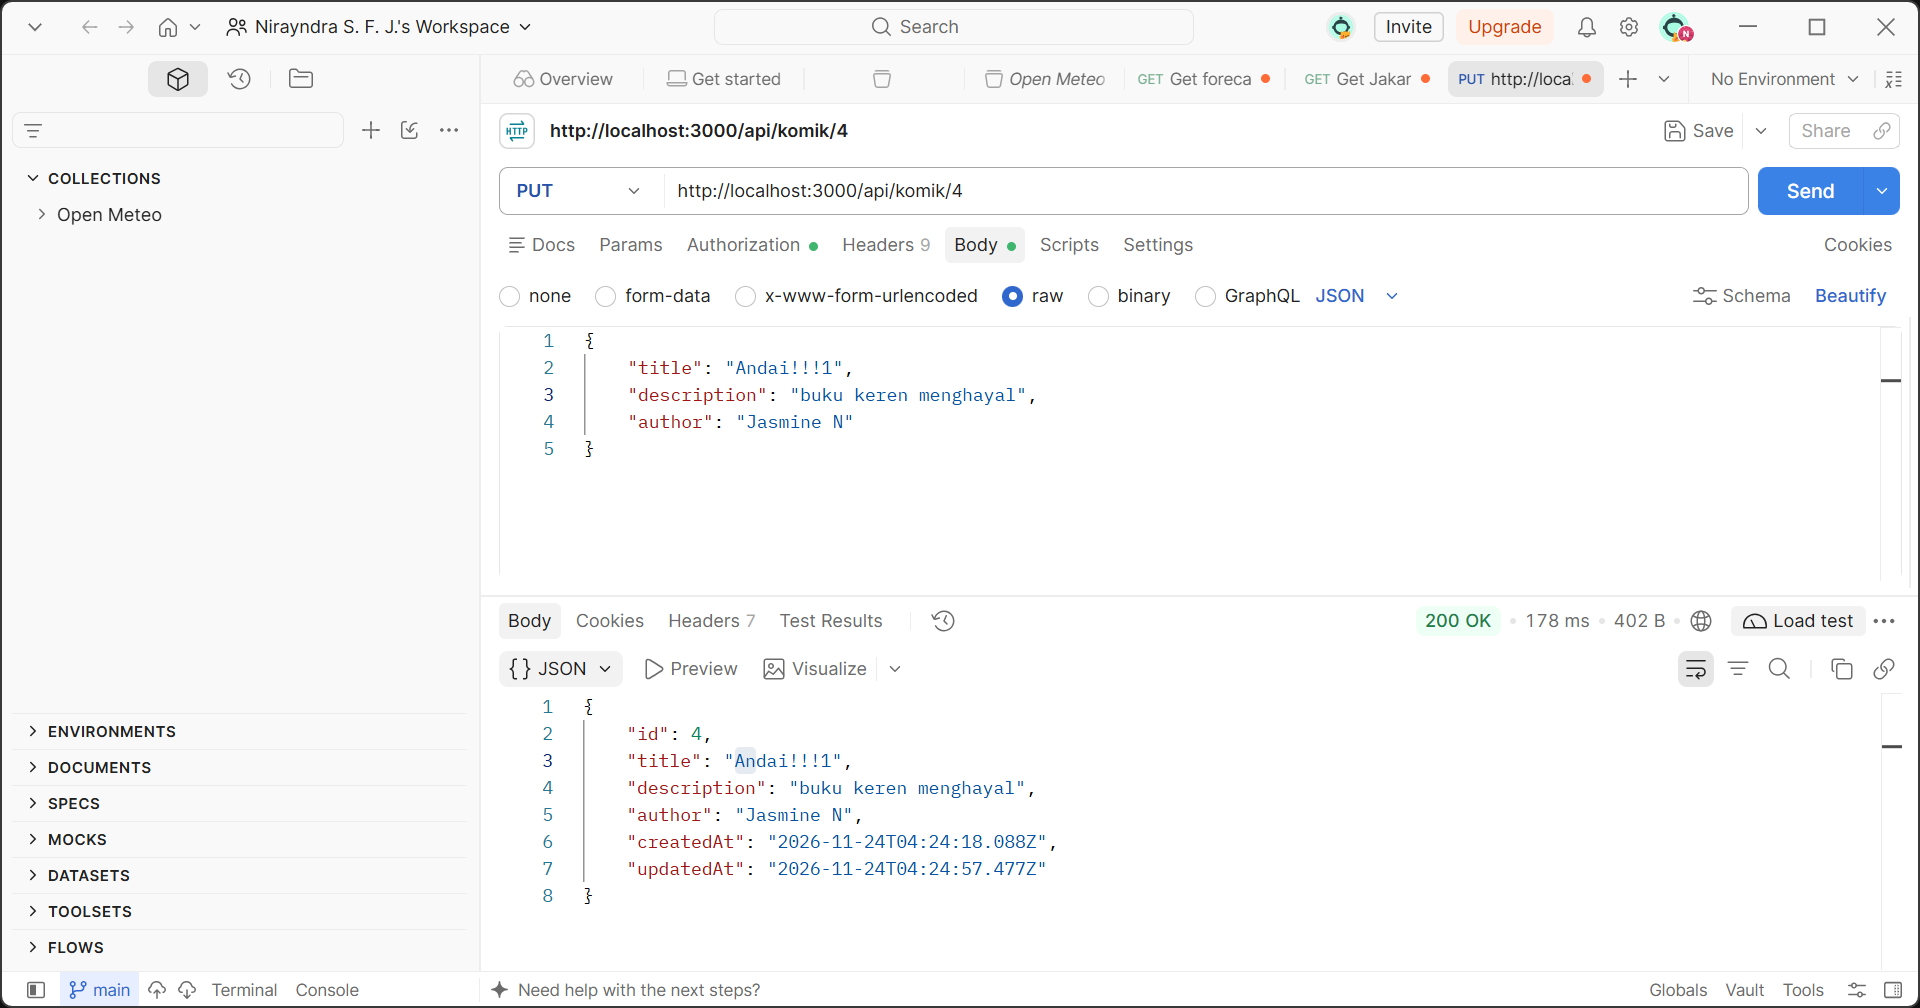 Nirayndra S. F. J.'s Workspace
Search
Invite
Upgrade
N
Overview
Get started
Open Meteo
GET Get foreca
GET Get Jakar
PUT http://loca
No Environment
HTTP http://localhost:3000/api/komik/4
Save
Share
COLLECTIONS
Open Meteo
PUT
http://localhost:3000/api/komik/4
Send
Docs
Params
Authorization
Headers 9
Body
Scripts
Settings
Cookies
none
form-data
x-www-form-urlencoded
raw
binary
GraphQL
JSON
Schema
Beautify
1 {
2 "title": "Andai!!!1",
3 "description": "buku keren menghayal",
4 "author": "Jasmine N"
5 }
Body
Cookies
Headers 7
Test Results
200 OK
178 ms
402 B
Load test
{} JSON
Preview
Visualize
1 {
2 "id": 4,
3 "title": "Andai!!!1",
4 "description": "buku keren menghayal",
5 "author": "Jasmine N",
6 "createdAt": "2026-11-24T04:24:18.088Z",
7 "updatedAt": "2026-11-24T04:24:57.477Z"
8 }
ENVIRONMENTS
DOCUMENTS
SPECS
MOCKS
DATASETS
TOOLSETS
FLOWS
main
Terminal
Console
Need help with the next steps?
Globals
Vault
Tools